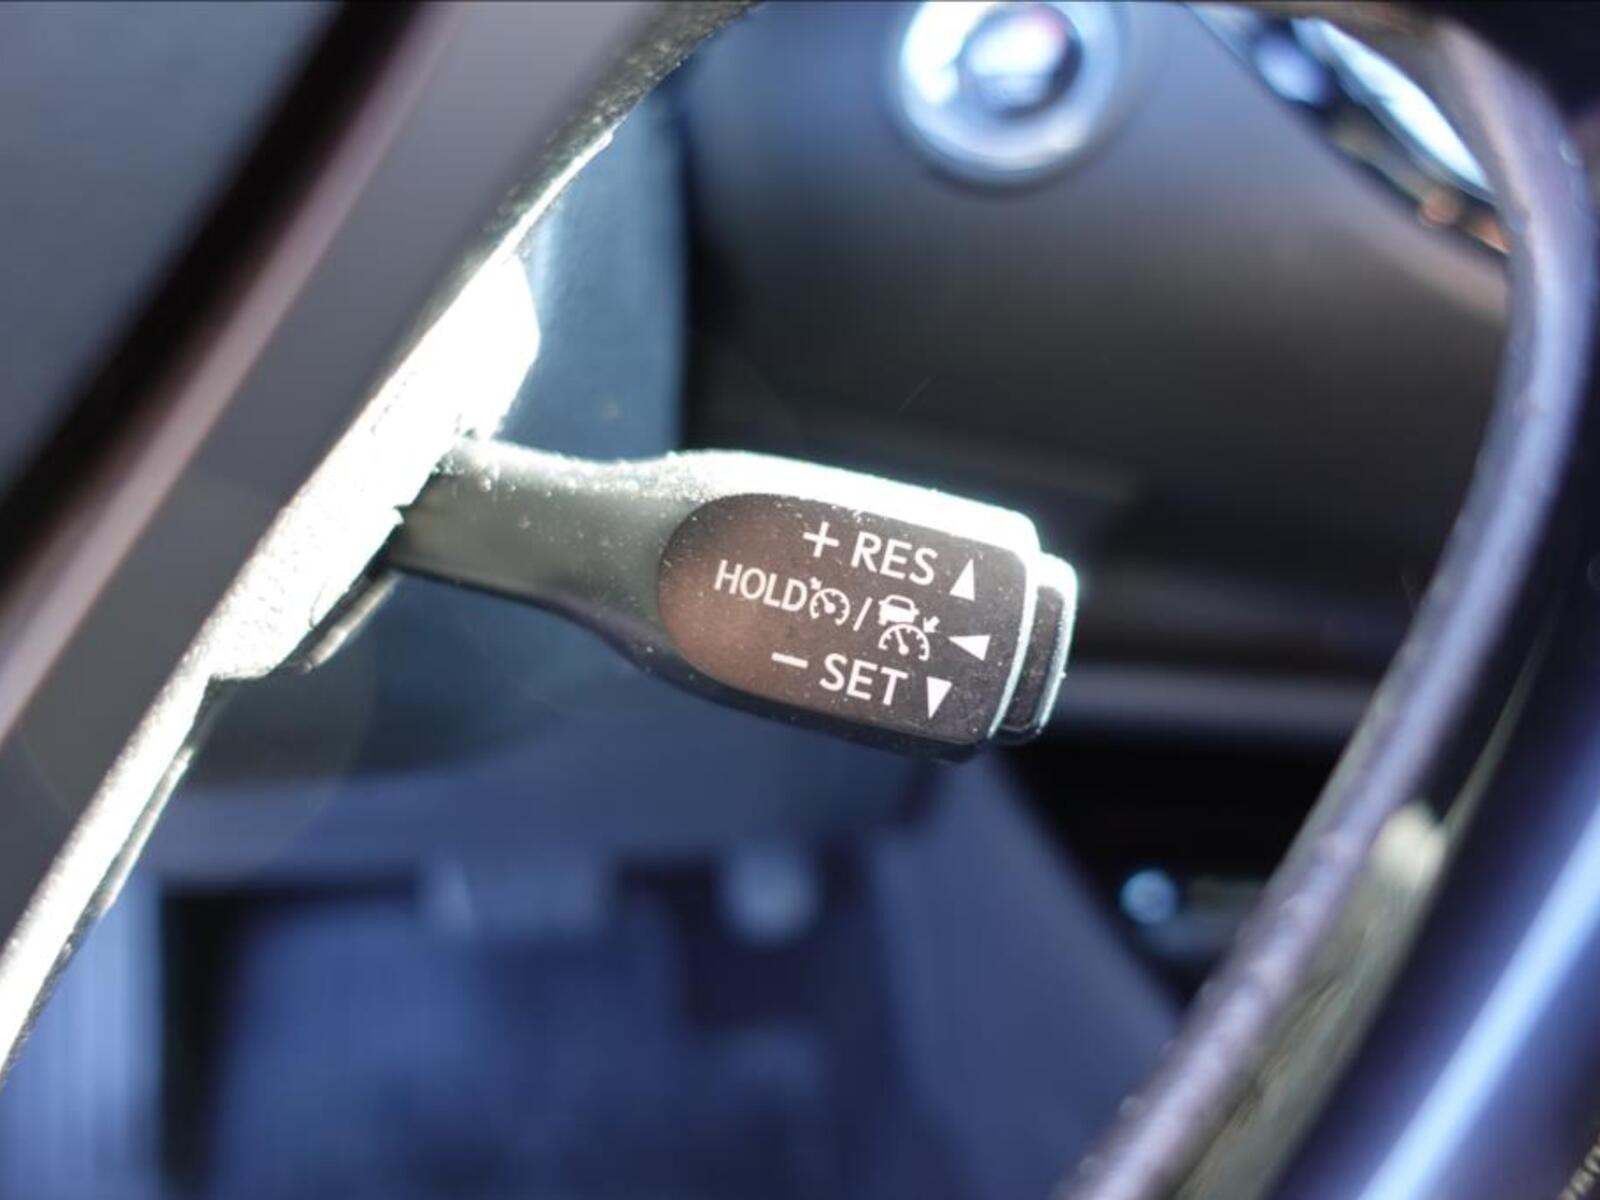 + RES ▲
HOLD / ◀
– SET ▼